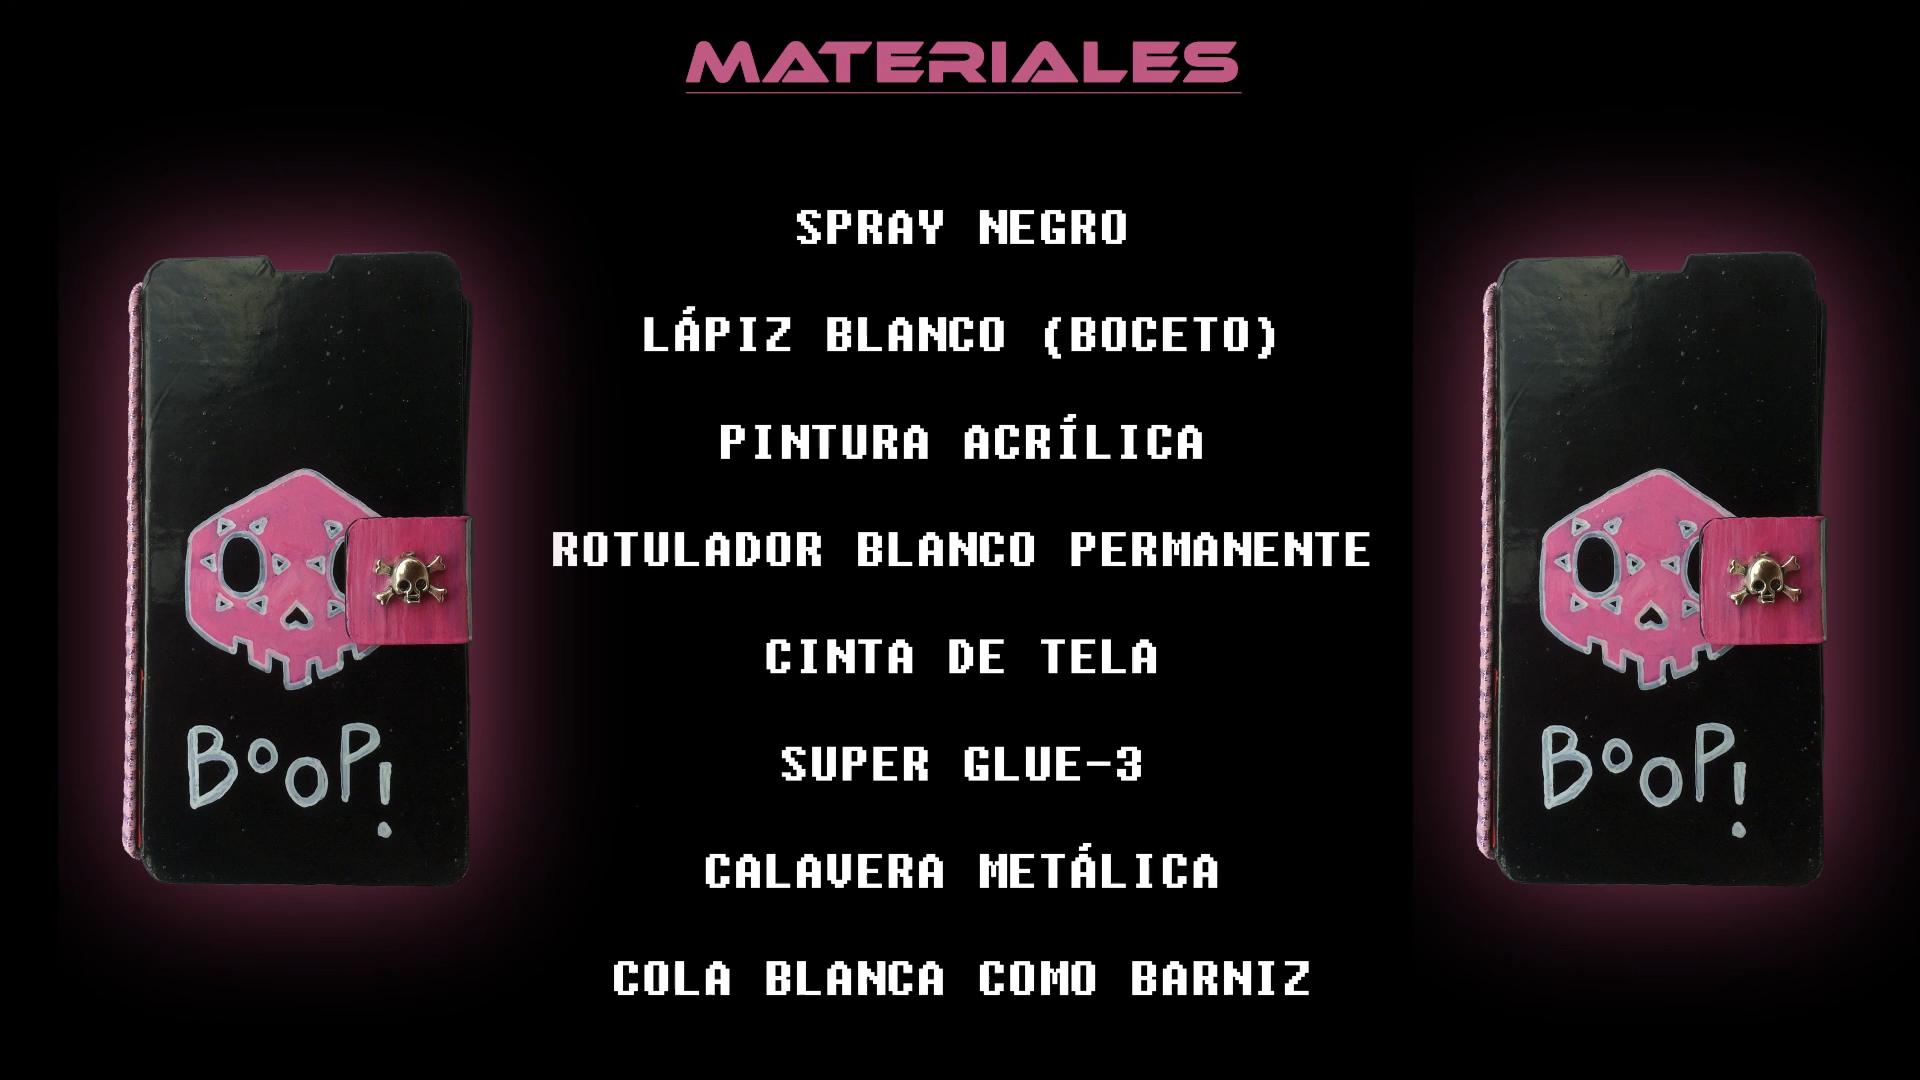 MATERIALES
SPRAY NEGRO
LÁPIZ BLANCO (BOCETO)
PINTURA ACRÍLICA
ROTULADOR BLANCO PERMANENTE
CINTA DE TELA
SUPER GLUE-3
CALAVERA METÁLICA
COLA BLANCA COMO BARNIZ
BooP!
BooP!